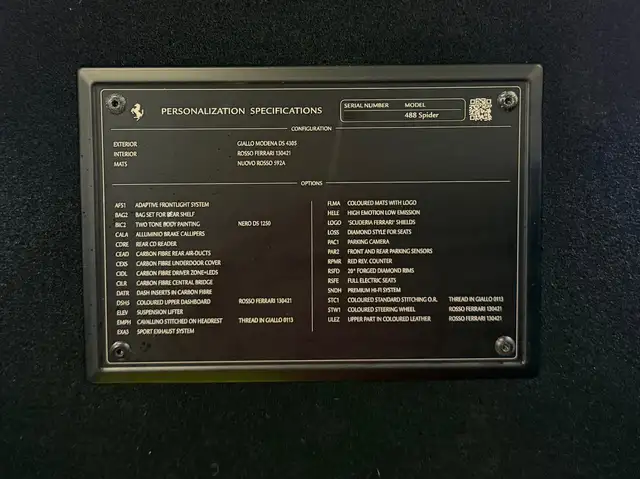 PERSONALIZATION SPECIFICATIONS
SERIAL NUMBER MODEL
488 Spider
CONFIGURATION
EXTERIOR GIALLO MODENA DS 4305
INTERIOR ROSSO FERRARI 130421
MATS NUOVO ROSSO 592A
OPTIONS
AFS1 ADAPTIVE FRONTLIGHT SYSTEM
BAG2 BAG SET FOR REAR SHELF
BIC2 TWO TONE BODY PAINTING NERO DS 1250
CALA ALLUMINIO BRAKE CALLIPERS
CDRE REAR CD READER
CEAD CARBON FIBRE REAR AIR-DUCTS
CEXS CARBON FIBRE UNDERDOOR COVER
CIDL CARBON FIBRE DRIVER ZONE+LEDS
CILR CARBON FIBRE CENTRAL BRIDGE
DATR DASH INSERTS IN CARBON FIBRE
DSH5 COLOURED UPPER DASHBOARD ROSSO FERRARI 130421
ELEV SUSPENSION LIFTER
EMPH CAVALLINO STITCHED ON HEADREST THREAD IN GIALLO 0113
EXA3 SPORT EXHAUST SYSTEM
FLMA COLOURED MATS WITH LOGO
HELE HIGH EMOTION LOW EMISSION
LOGO 'SCUDERIA FERRARI' SHIELDS
LOSS DIAMOND STYLE FOR SEATS
PAC1 PARKING CAMERA
PAR2 FRONT AND REAR PARKING SENSORS
RPMR RED REV. COUNTER
RSFD 20" FORGED DIAMOND RIMS
RSFE FULL ELECTRIC SEATS
SNDH PREMIUM HI-FI SYSTEM
STC1 COLOURED STANDARD STITCHING O.R. THREAD IN GIALLO 0113
STW1 COLOURED STEERING WHEEL ROSSO FERRARI 130421
ULEZ UPPER PART IN COLOURED LEATHER ROSSO FERRARI 130421